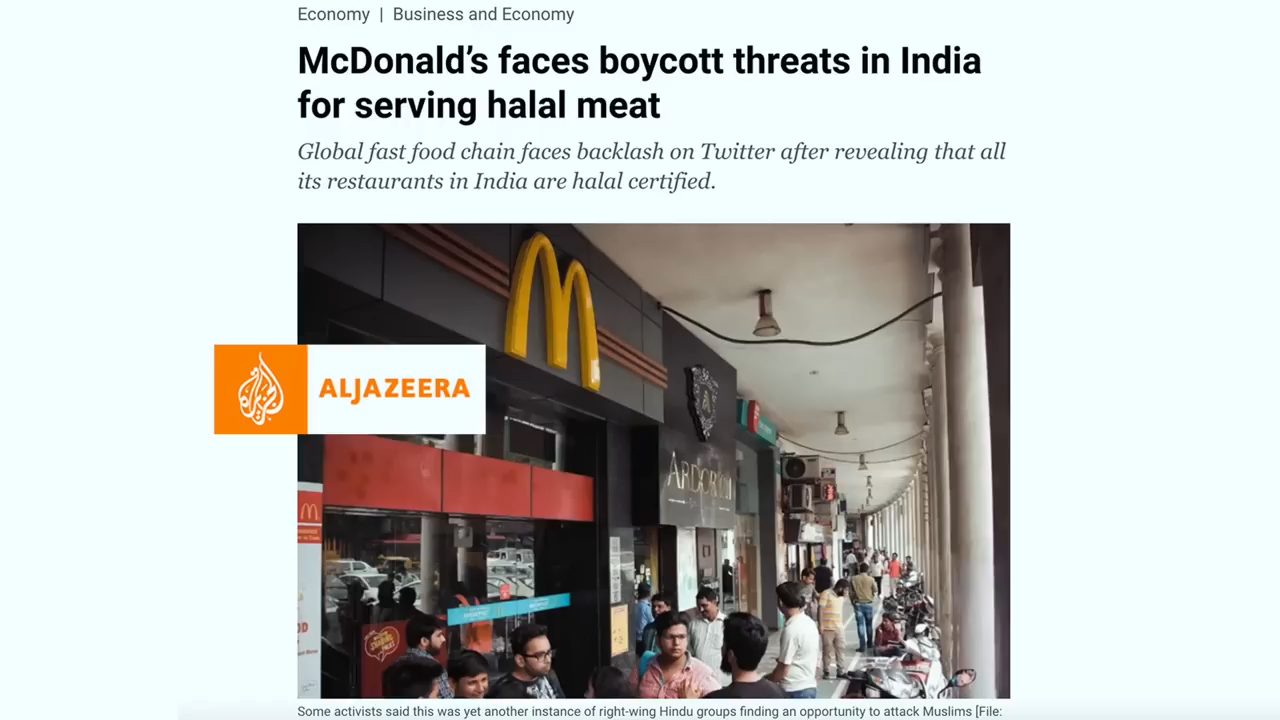 Economy | Business and Economy
McDonald’s faces boycott threats in India
for serving halal meat
Global fast food chain faces backlash on Twitter after revealing that all
its restaurants in India are halal certified.
ALJAZEERA
Some activists said this was yet another instance of right-wing Hindu groups finding an opportunity to attack Muslims [File: